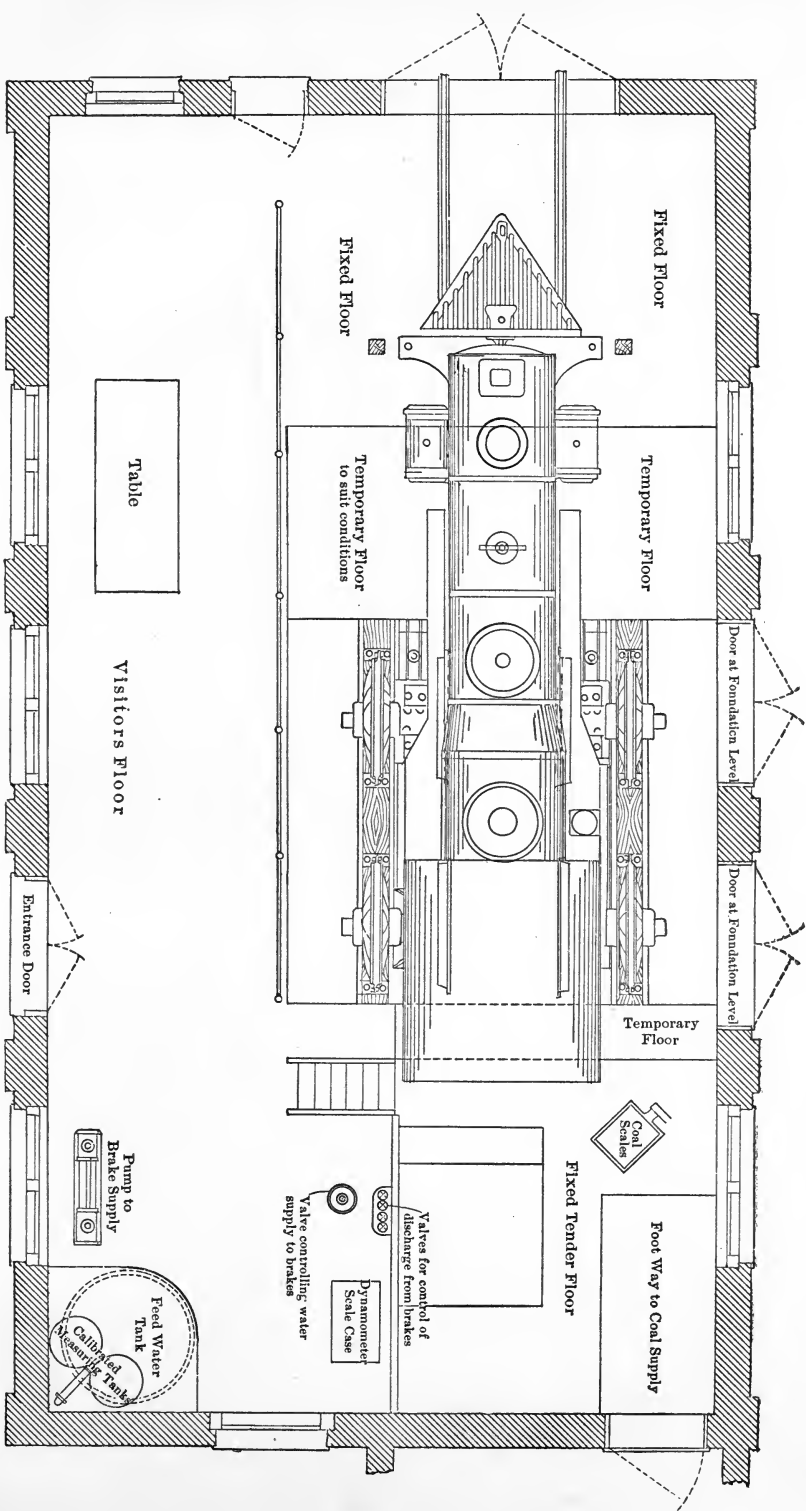 Fixed Floor
Fixed Floor
Temporary Floor
Temporary Floor
to suit conditions
Table
Visitors Floor
Door at Fonndation Level
Door at Fonndation Level
Entrance Door
Temporary
Floor
Coal
Scales
Fixed Tender Floor
Foot Way to Coal Supply
Valves for control of
discharge from brakes
Valve controlling water
supply to brakes
Dynamometer
Scale Case
Pump to
Brake Supply
Feed Water
Tank
Calibrated
Measuring Tanks